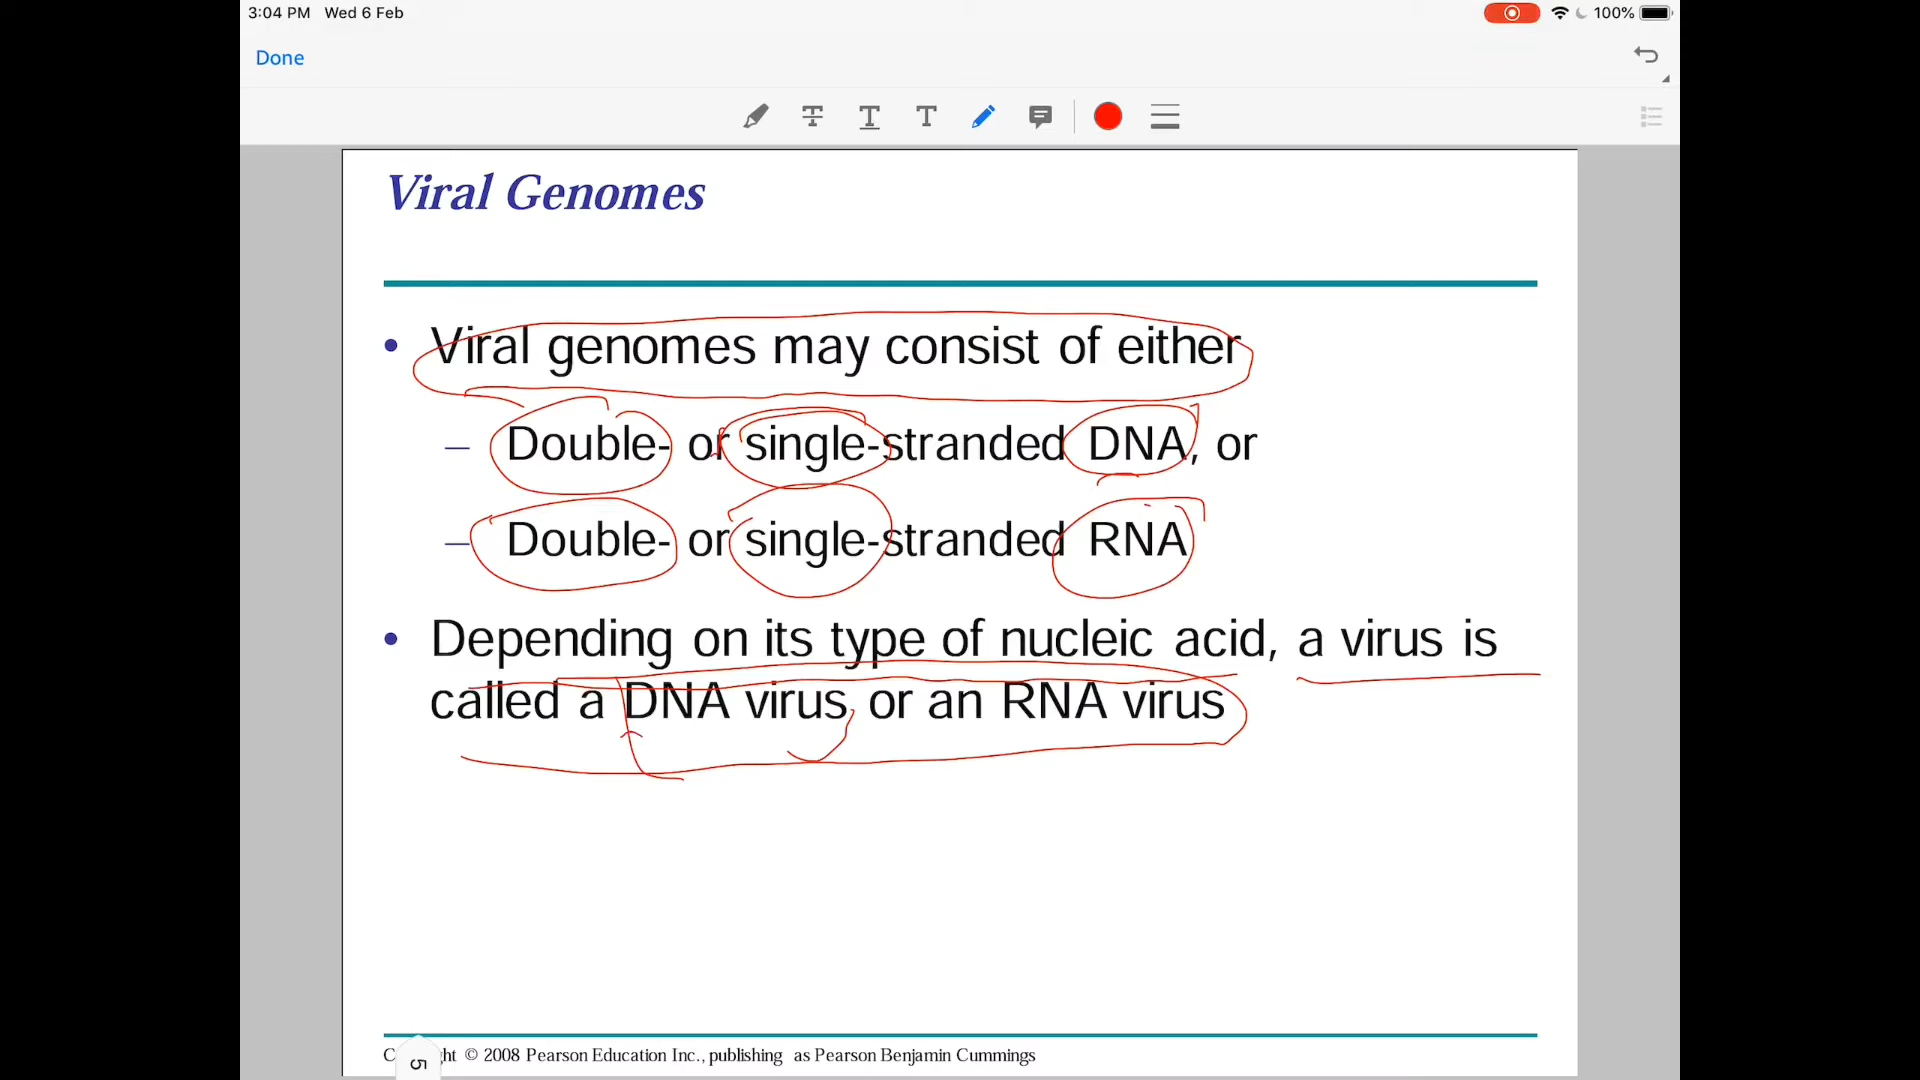 3:04 PM Wed 6 Feb
100%
Done
Viral Genomes
• Viral genomes may consist of either
– Double- or single-stranded DNA, or
– Double- or single-stranded RNA
• Depending on its type of nucleic acid, a virus is
called a DNA virus or an RNA virus
© 2008 Pearson Education Inc., publishing as Pearson Benjamin Cummings
5